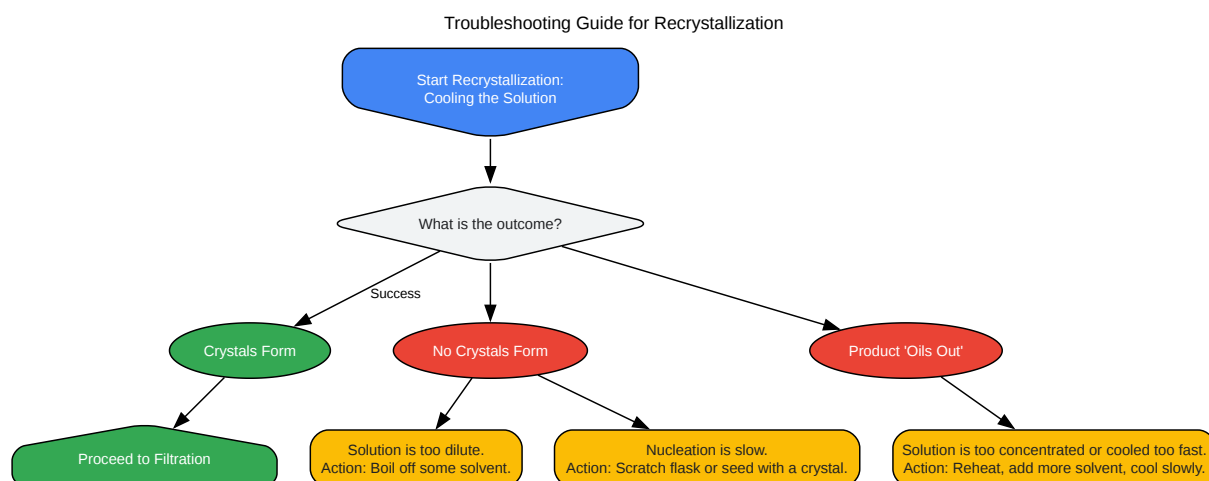 Troubleshooting Guide for Recrystallization
Start Recrystallization:
Cooling the Solution
What is the outcome?
Success
Crystals Form
No Crystals Form
Product 'Oils Out'
Proceed to Filtration
Solution is too dilute.
Action: Boil off some solvent.
Nucleation is slow.
Action: Scratch flask or seed with a crystal.
Solution is too concentrated or cooled too fast.
Action: Reheat, add more solvent, cool slowly.